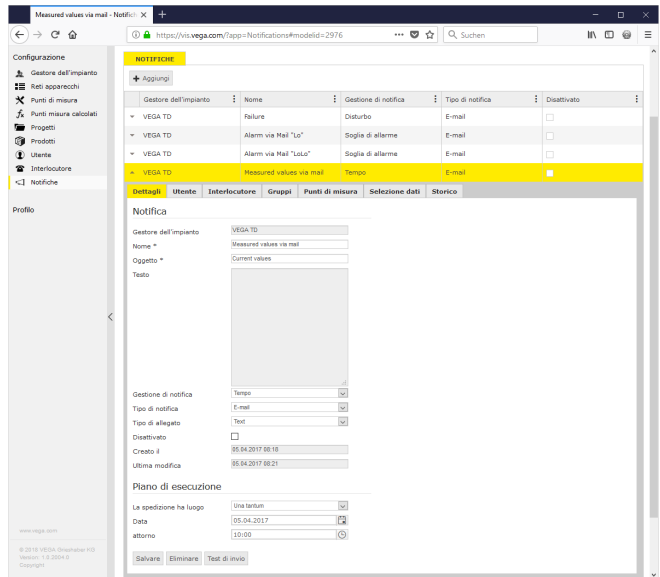 Measured values via mail - Notifich
https://vis.vega.com/?app=Notifications#modelid=2976
Suchen
Configurazione
Gestore dell'impianto
Reti apparecchi
Punti di misura
Punti misura calcolati
Progetti
Prodotti
Utente
Interlocutore
Notifiche
Profilo
www.vega.com
Copyright
NOTIFICHE
Aggiungi
Gestore dell'impianto Nome Gestione di notifica Tipo di notifica Disattivato
VEGA TD Failure Disturbo E-mail
VEGA TD Alarm via Mail "Lo" Soglia di allarme E-mail
VEGA TD Alarm via Mail "LoLo" Soglia di allarme E-mail
VEGA TD Measured values via mail Tempo E-mail
Dettagli Utente Interlocutore Gruppi Punti di misura Selezione dati Storico
Notifica
Gestore dell'impianto VEGA TD
Nome * Measured values via mail
Oggetto * Current values
Testo
Gestione di notifica Tempo
Tipo di notifica E-mail
Tipo di allegato Text
Disattivato
Creato il 05.04.2017 08:18
Ultima modifica 05.04.2017 08:21
Piano di esecuzione
La spedizione ha luogo Una tantum
Data 05.04.2017
attorno 10:00
Salvare Eliminare Test di invio